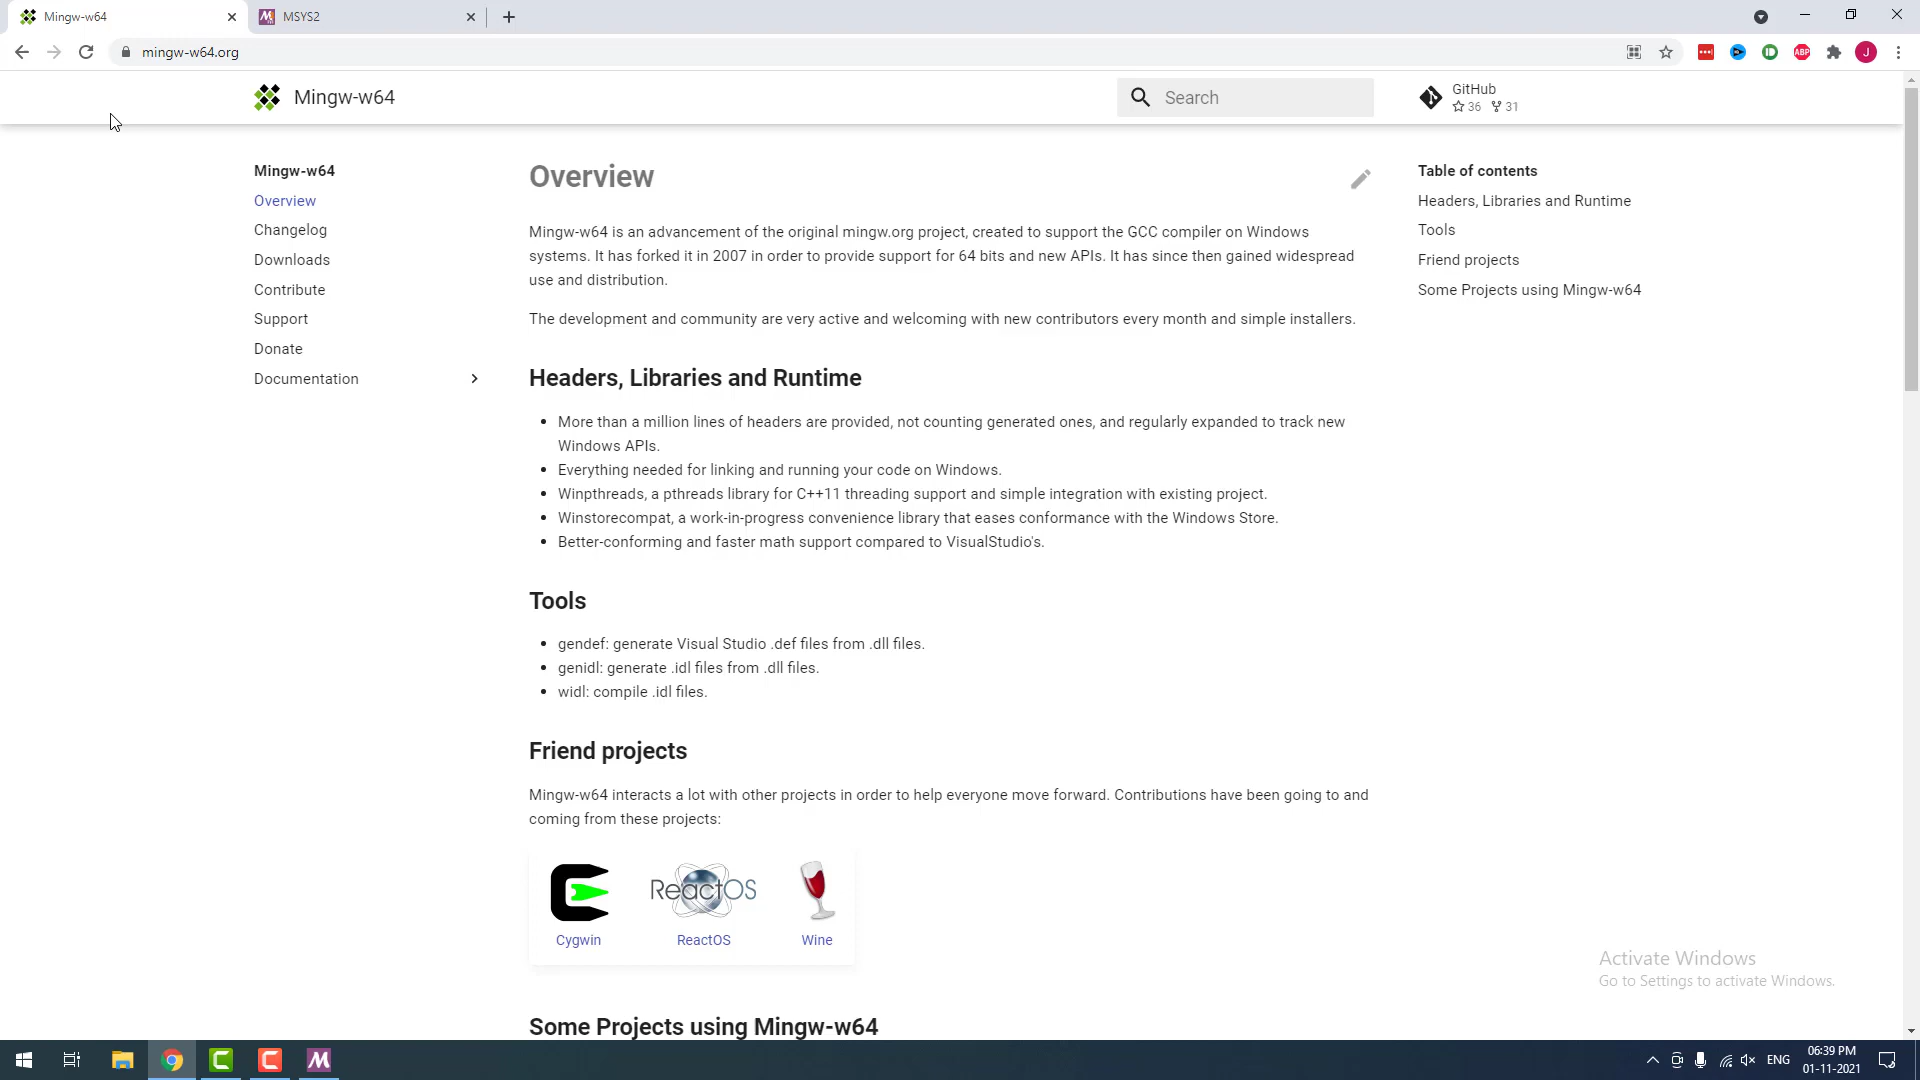 Mingw-w64
MSYS2
mingw-w64.org
ABP
J
Mingw-w64
Search
GitHub
36 31
Mingw-w64
Overview
Changelog
Downloads
Contribute
Support
Donate
Documentation
Overview
Mingw-w64 is an advancement of the original mingw.org project, created to support the GCC compiler on Windows
systems. It has forked it in 2007 in order to provide support for 64 bits and new APIs. It has since then gained widespread
use and distribution.
The development and community are very active and welcoming with new contributors every month and simple installers.
Headers, Libraries and Runtime
More than a million lines of headers are provided, not counting generated ones, and regularly expanded to track new
Windows APIs.
Everything needed for linking and running your code on Windows.
Winpthreads, a pthreads library for C++11 threading support and simple integration with existing project.
Winstorecompat, a work-in-progress convenience library that eases conformance with the Windows Store.
Better-conforming and faster math support compared to VisualStudio's.
Tools
gendef: generate Visual Studio .def files from .dll files.
genidl: generate .idl files from .dll files.
widl: compile .idl files.
Friend projects
Mingw-w64 interacts a lot with other projects in order to help everyone move forward. Contributions have been going to and
coming from these projects:
ReactOS
Cygwin ReactOS Wine
Some Projects using Mingw-w64
Table of contents
Headers, Libraries and Runtime
Tools
Friend projects
Some Projects using Mingw-w64
Activate Windows
Go to Settings to activate Windows.
ENG
06:39 PM
01-11-2021